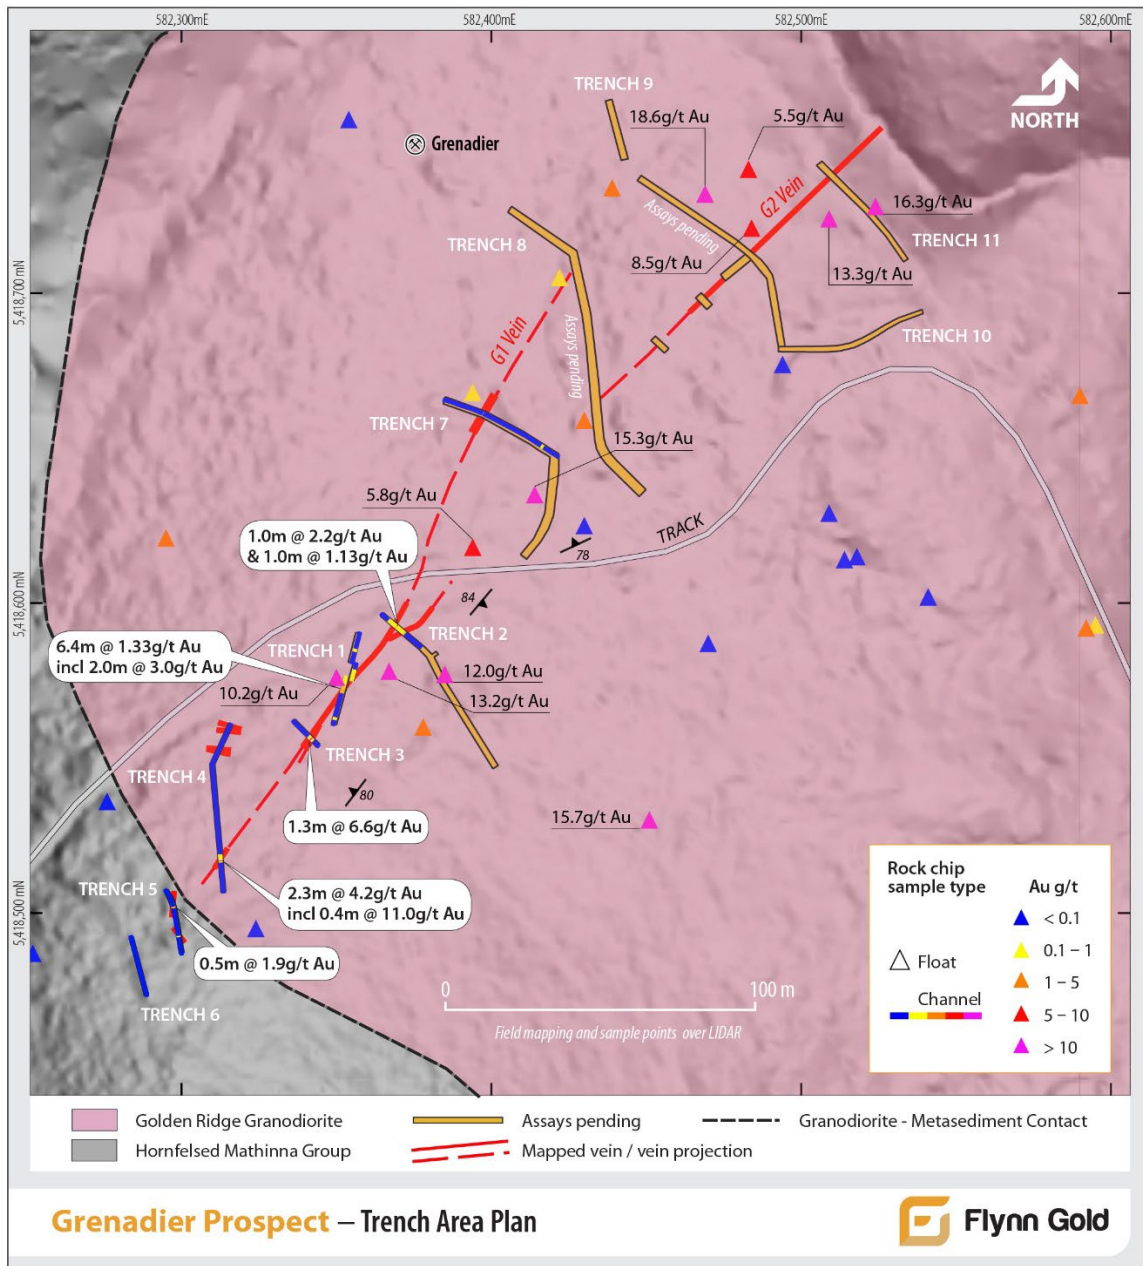 582,300mE
582,400mE
582,500mE
582,600mE
5,418,700 mN
5,418,600 mN
5,418,500 mN
NORTH
TRENCH 9
18.6g/t Au
5.5g/t Au
Grenadier
G2 Vein
Assays pending
16.3g/t Au
TRENCH 8
TRENCH 11
8.5g/t Au
13.3g/t Au
G1 Vein
Assays pending
TRENCH 10
TRENCH 7
15.3g/t Au
5.8g/t Au
TRACK
78
1.0m @ 2.2g/t Au
& 1.0m @ 1.13g/t Au
84
TRENCH 2
6.4m @ 1.33g/t Au
incl 2.0m @ 3.0g/t Au
TRENCH 1
12.0g/t Au
10.2g/t Au
13.2g/t Au
TRENCH 3
TRENCH 4
80
1.3m @ 6.6g/t Au
15.7g/t Au
TRENCH 5
2.3m @ 4.2g/t Au
incl 0.4m @ 11.0g/t Au
0.5m @ 1.9g/t Au
TRENCH 6
0
100 m
Field mapping and sample points over LIDAR
Rock chip
sample type
Au g/t
< 0.1
0.1 – 1
1 – 5
5 – 10
> 10
Float
Channel
Golden Ridge Granodiorite
Assays pending
Granodiorite - Metasediment Contact
Hornfelsed Mathinna Group
Mapped vein / vein projection
Grenadier Prospect – Trench Area Plan
Flynn Gold